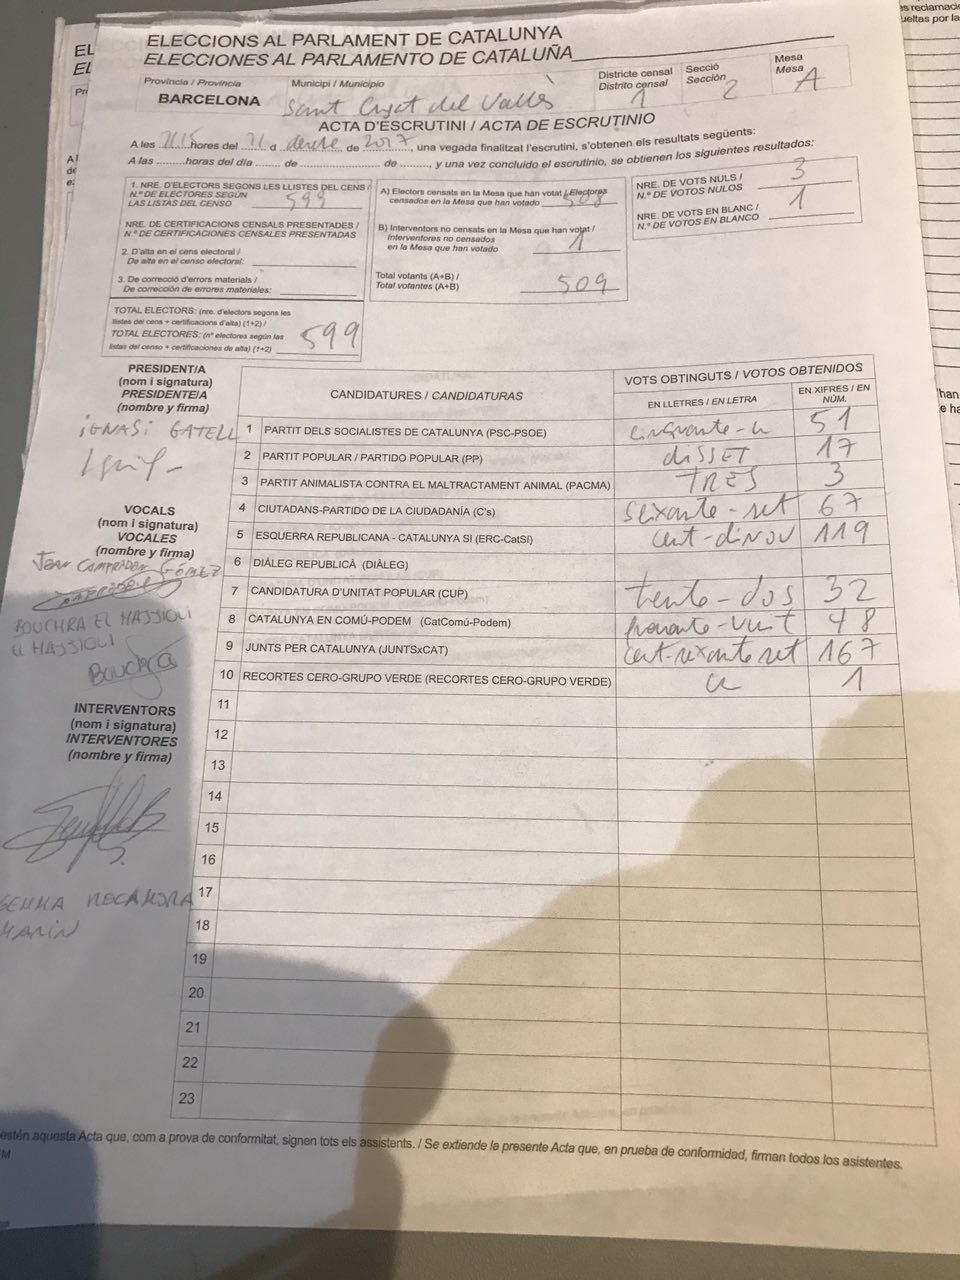 ELECCIONS AL PARLAMENT DE CATALUNYA
ELECCIONES AL PARLAMENTO DE CATALUÑA
Província / Provincia
BARCELONA
Municipi / Municipio
Sant Cugat del Vallès
Districte censal
Distrito censal
1
Secció
Sección
2
Mesa
Mesa
A
ACTA D'ESCRUTINI / ACTA DE ESCRUTINIO
A les 21:15 hores del 21 d desembre de 2017, una vegada finalitzat l'escrutini, s'obtenen els resultats següents:
A las .........horas del día ....... de ................ de ........, y una vez concluido el escrutinio, se obtienen los siguientes resultados:
1. NRE. D'ELECTORS SEGONS LES LLISTES DEL CENS /
N.º DE ELECTORES SEGÚN
LAS LISTAS DEL CENSO 599
NRE. DE CERTIFICACIONS CENSALS PRESENTADES /
N.º DE CERTIFICACIONES CENSALES PRESENTADAS
2. D'alta en el cens electoral /
De alta en el censo electoral:
3. De correcció d'errors materials /
De corrección de errores materiales:
TOTAL ELECTORS: (nre. d'electors segons les
llistes del cens + certificacions d'alta) (1+2) /
TOTAL ELECTORES: (nº electores según las
listas del censo + certificaciones de alta) (1+2) 599
A) Electors censats en la Mesa que han votat / Electores
censados en la Mesa que han votado 508
B) Interventors no censats en la Mesa que han votat /
Interventores no censados
en la Mesa que han votado 1
Total votants (A+B) /
Total votantes (A+B) 509
NRE. DE VOTS NULS /
N.º DE VOTOS NULOS 3
NRE. DE VOTS EN BLANC /
N.º DE VOTOS EN BLANCO 1
PRESIDENT/A
(nom i signatura)
PRESIDENTE/A
(nombre y firma)
IGNASI GATELL
VOCALS
(nom i signatura)
VOCALES
(nombre y firma)
GÓMEZ
BOUCHRA EL MASSIOLI
EL MASSIOLI
Bouchra
INTERVENTORS
(nom i signatura)
INTERVENTORES
(nombre y firma)
GEMMA ROCAMORA
MARIN
CANDIDATURES / CANDIDATURAS
VOTS OBTINGUTS / VOTOS OBTENIDOS
EN LLETRES / EN LETRA
EN XIFRES / EN NÚM.
1 PARTIT DELS SOCIALISTES DE CATALUNYA (PSC-PSOE) cinquanta-u 51
2 PARTIT POPULAR / PARTIDO POPULAR (PP) DISSET 17
3 PARTIT ANIMALISTA CONTRA EL MALTRACTAMENT ANIMAL (PACMA) TRES 3
4 CIUTADANS-PARTIDO DE LA CIUDADANÍA (C's) seixanta-set 67
5 ESQUERRA REPUBLICANA - CATALUNYA SI (ERC-CatSí) cent-dinou 119
6 DIÀLEG REPUBLICÀ (DIÀLEG)
7 CANDIDATURA D'UNITAT POPULAR (CUP) trenta-dos 32
8 CATALUNYA EN COMÚ-PODEM (CatComú-Podem) quaranta-vuit 48
9 JUNTS PER CATALUNYA (JUNTSxCAT) cent-seixanta set 167
10 RECORTES CERO-GRUPO VERDE (RECORTES CERO-GRUPO VERDE) u 1
11
12
13
14
15
16
17
18
19
20
21
22
23
estén aquesta Acta que, com a prova de conformitat, signen tots els assistents. / Se extiende la presente Acta que, en prueba de conformidad, firman todos los asistentes.